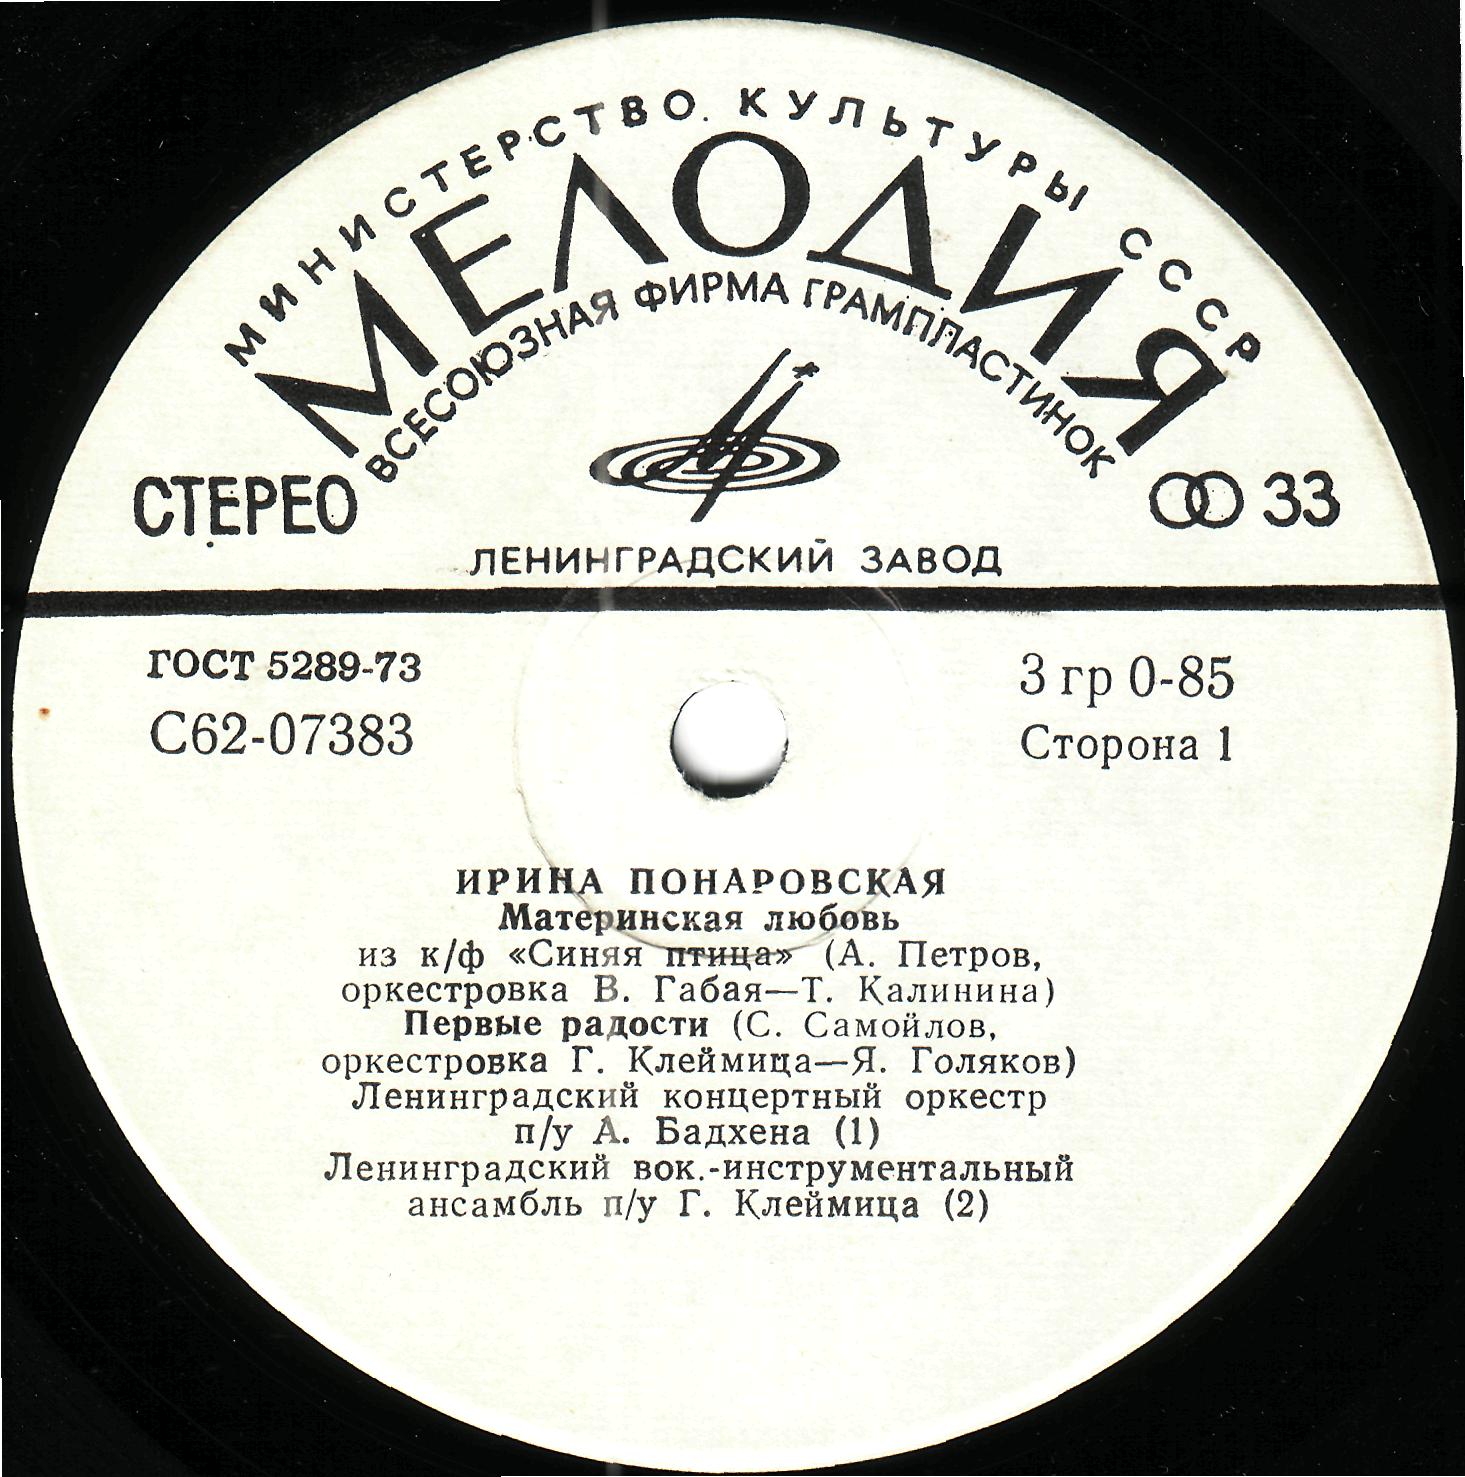 МИНИСТЕРСТВО КУЛЬТУРЫ СССР
МЕЛОДИЯ
ВСЕСОЮЗНАЯ ФИРМА ГРАМПЛАСТИНОК
СТЕРЕО
33
ЛЕНИНГРАДСКИЙ ЗАВОД
ГОСТ 5289-73
3 гр 0-85
С62-07383
Сторона 1
ИРИНА ПОНАРОВСКАЯ
Материнская любовь
из к/ф «Синяя птица» (А. Петров,
оркестровка В. Габая—Т. Калинина)
Первые радости (С. Самойлов,
оркестровка Г. Клеймица—Я. Голяков)
Ленинградский концертный оркестр
п/у А. Бадхена (1)
Ленинградский вок.-инструментальный
ансамбль п/у Г. Клеймица (2)